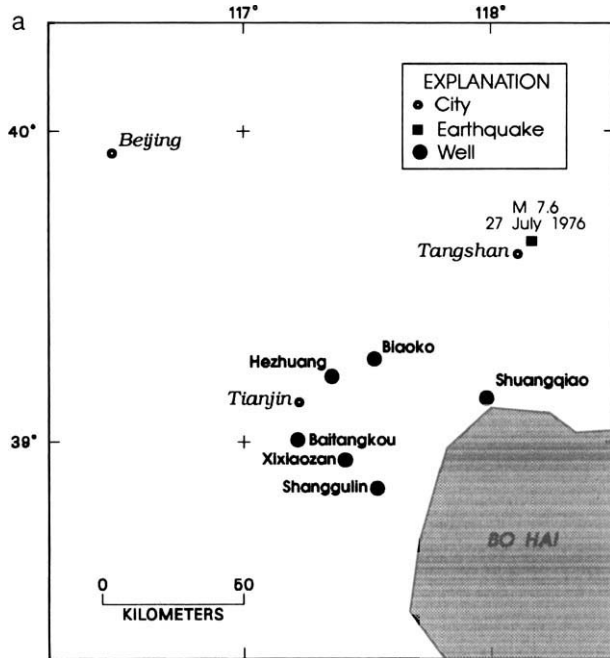 a
117°
118°
EXPLANATION
City
Earthquake
Well
40°
Beijing
M 7.6
27 July 1976
Tangshan
Biaoko
Hezhuang
Shuangqiao
Tianjin
39°
Baitangkou
Xixiaozan
Shanggulin
BO HAI
0
50
KILOMETERS